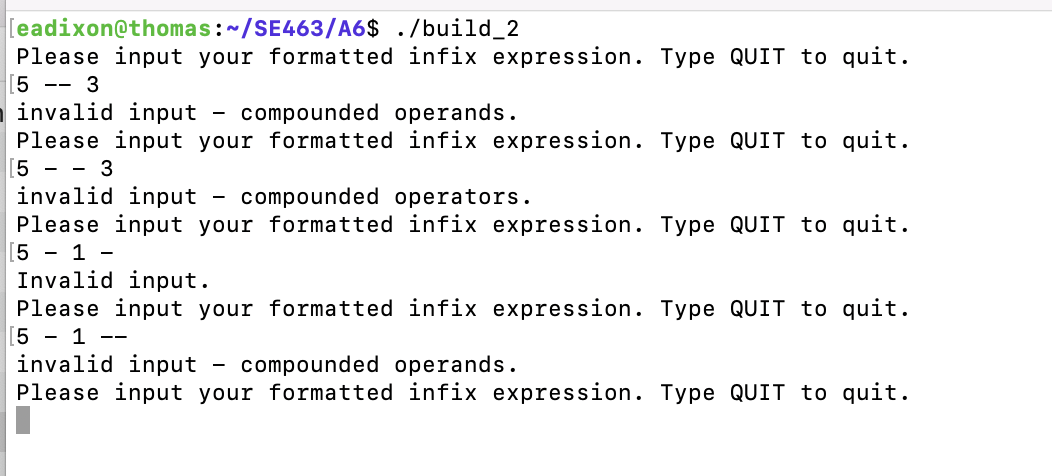 [eadixon@thomas:~/SE463/A6$ ./build_2
Please input your formatted infix expression. Type QUIT to quit.
[5 -- 3
invalid input - compounded operands.
Please input your formatted infix expression. Type QUIT to quit.
[5 - - 3
invalid input - compounded operators.
Please input your formatted infix expression. Type QUIT to quit.
[5 - 1 -
Invalid input.
Please input your formatted infix expression. Type QUIT to quit.
[5 - 1 --
invalid input - compounded operands.
Please input your formatted infix expression. Type QUIT to quit.